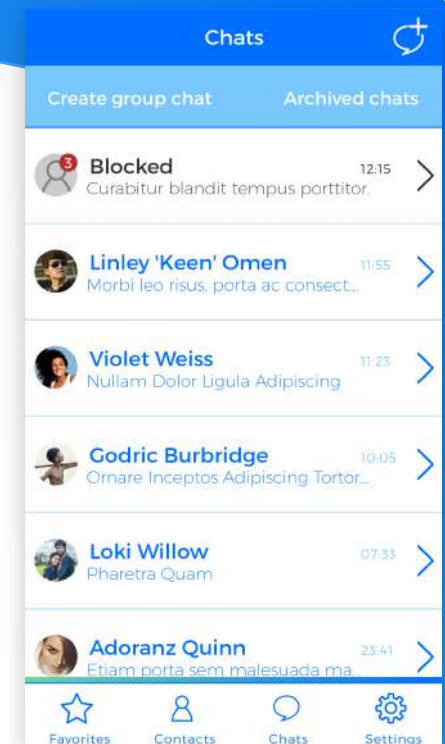 Chats
Create group chat Archived chats
3
Blocked 12:15
Curabitur blandit tempus porttitor.
Linley 'Keen' Omen 11:55
Morbi leo risus, porta ac consect...
Violet Weiss 11:23
Nullam Dolor Ligula Adipiscing
Godric Burbridge 10:05
Ornare Inceptos Adipiscing Tortor...
Loki Willow 07:33
Pharetra Quam
Adoranz Quinn 23:41
Etiam porta sem malesuada ma...
Favorites Contacts Chats Settings